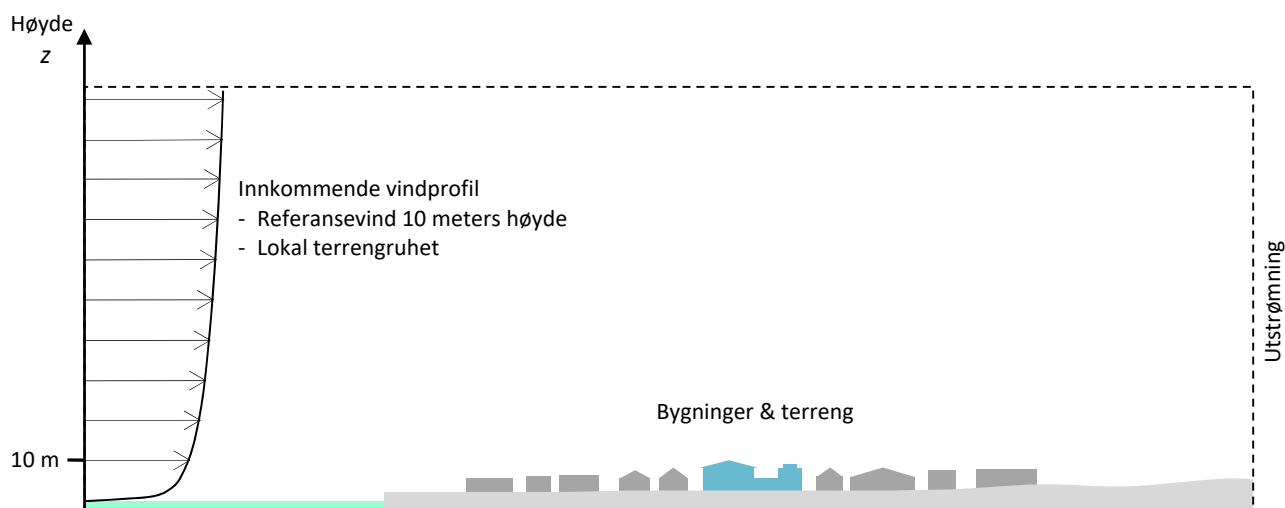 Høyde
z
Innkommende vindprofil
- Referansevind 10 meters høyde
- Lokal terrengruhet
Utstrømning
Bygninger & terreng
10 m